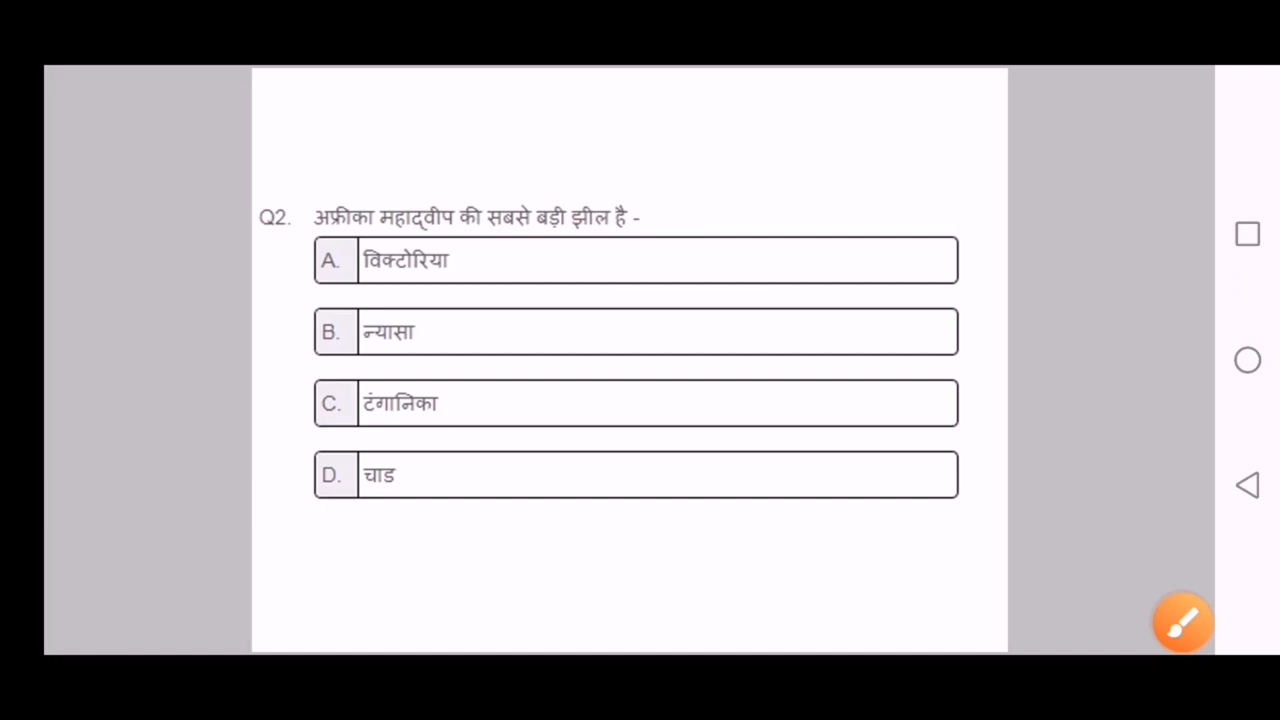 Q2. अफ्रीका महाद्वीप की सबसे बड़ी झील है -
A. विक्टोरिया
B. न्यासा
C. टंगानिका
D. चाड